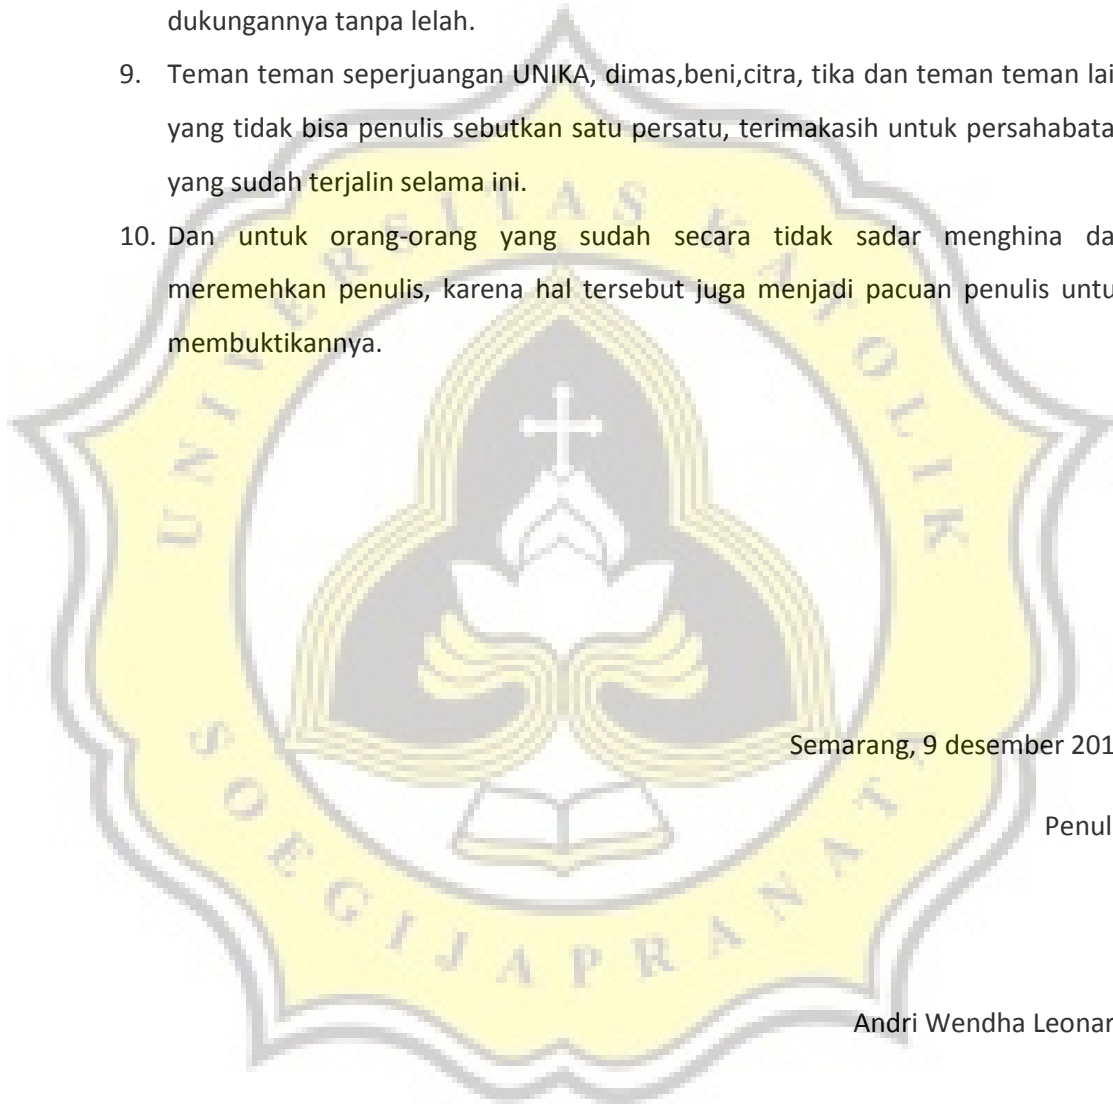 dukungannya tanpa lelah.
9. Teman teman seperjuangan UNIKA, dimas,beni,citra, tika dan teman teman lai
yang tidak bisa penulis sebutkan satu persatu, terimakasih untuk persahabata
yang sudah terjalin selama ini.
10. Dan untuk orang-orang yang sudah secara tidak sadar menghina da
meremehkan penulis, karena hal tersebut juga menjadi pacuan penulis untu
membuktikannya.
UNIVERSITAS KATOLIK
Semarang, 9 desember 201
Penul
SOEGIJAPRANATA
Andri Wendha Leonar